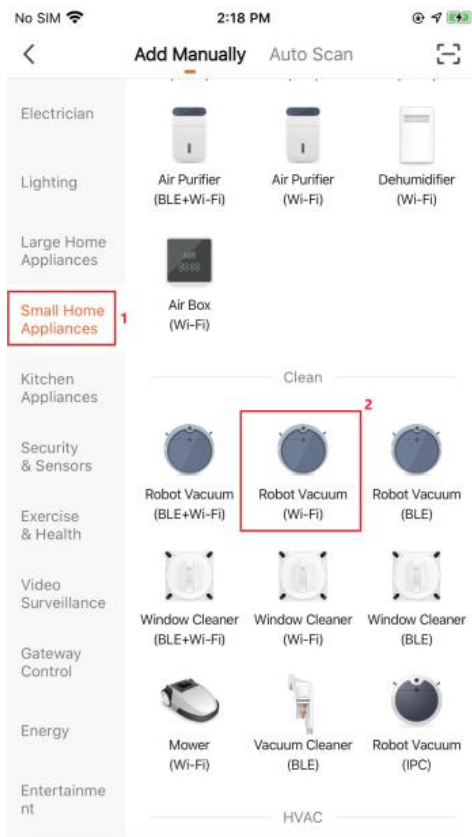 No SIM 2:18 PM
Add Manually Auto Scan
Electrician
Lighting
Large Home
Appliances
Small Home
Appliances
1
Kitchen
Appliances
Security
& Sensors
Exercise
& Health
Video
Surveillance
Gateway
Control
Energy
Entertainme
nt
Air Purifier
(BLE+Wi-Fi)
Air Purifier
(Wi-Fi)
Dehumidifier
(Wi-Fi)
Air Box
(Wi-Fi)
Clean
2
Robot Vacuum
(BLE+Wi-Fi)
Robot Vacuum
(Wi-Fi)
Robot Vacuum
(BLE)
Window Cleaner
(BLE+Wi-Fi)
Window Cleaner
(Wi-Fi)
Window Cleaner
(BLE)
Mower
(Wi-Fi)
Vacuum Cleaner
(BLE)
Robot Vacuum
(IPC)
HVAC